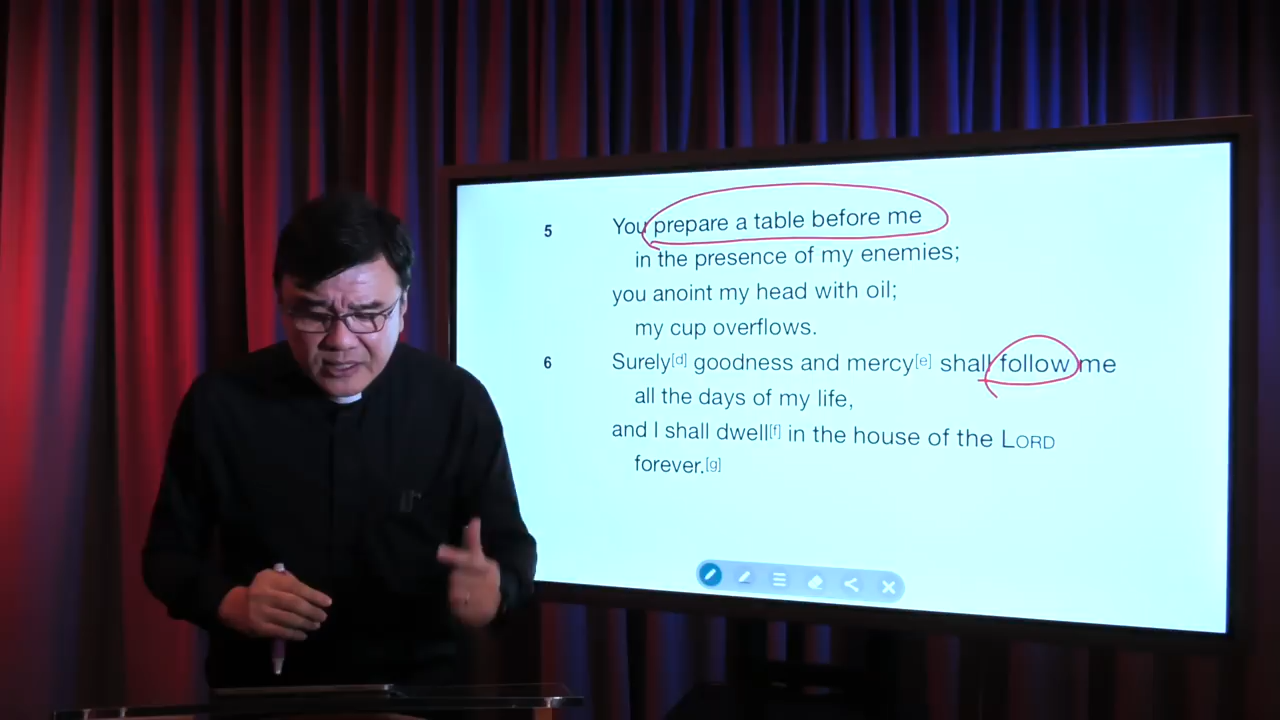 5 You prepare a table before me
in the presence of my enemies;
you anoint my head with oil;
my cup overflows.
6 Surely[d] goodness and mercy[e] shall follow me
all the days of my life,
and I shall dwell[f] in the house of the LORD
forever.[g]